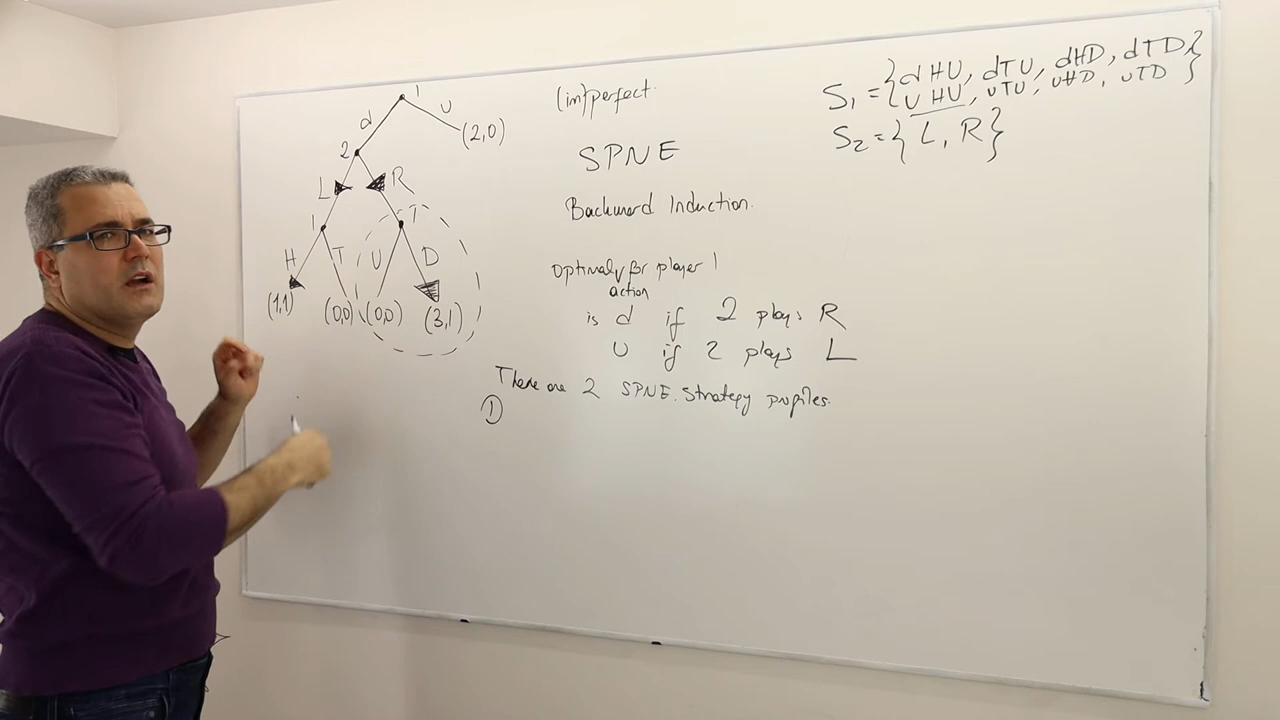 1
d
u
(2,0)
2
L
R
1
1
H
T
U
D
(1,1)
(0,0)
(0,0)
(3,1)
(im)perfect
SPNE
Backward Induction.
for player 1
action
is d if 2 plays R
U if 2 plays L
There are 2 SPNE. Strategy profiles.
①
S₁ = { dHU, dTU, dHD, dTD
UHU, UTU, UHD, UTD }
S₂ = { L, R }